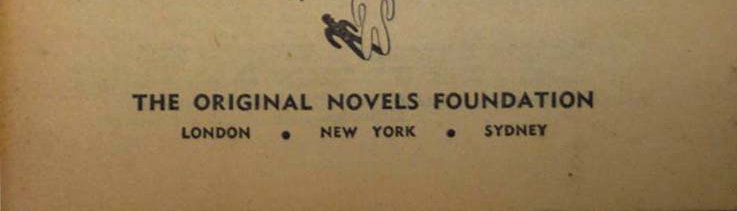 THE ORIGINAL NOVELS FOUNDATION
LONDON • NEW YORK • SYDNEY